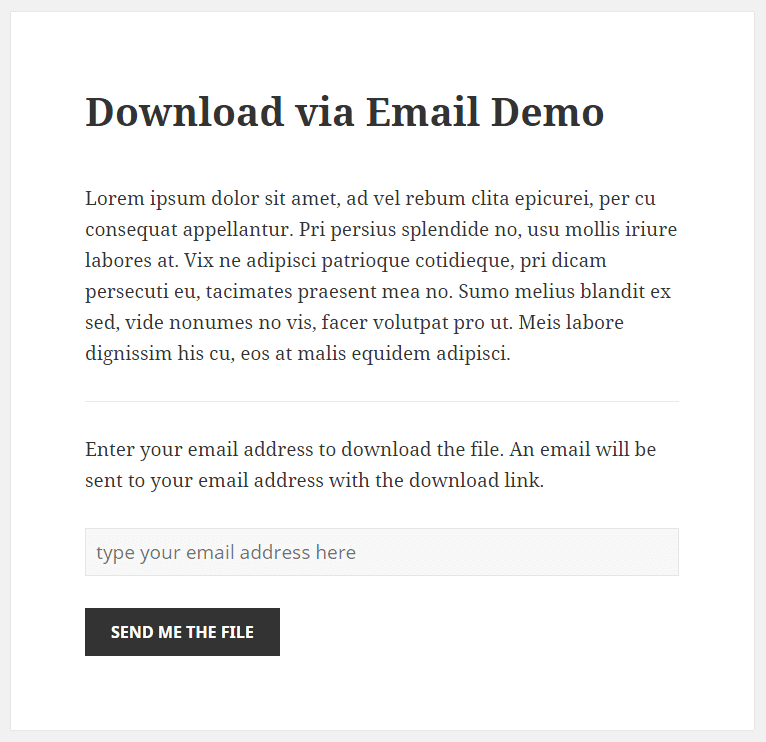 Download via Email Demo
Lorem ipsum dolor sit amet, ad vel rebum clita epicurei, per cu
consequat appellantur. Pri persius splendide no, usu mollis iriure
labores at. Vix ne adipisci patrioque cotidieque, pri dicam
persecuti eu, tacimates praesent mea no. Sumo melius blandit ex
sed, vide nonumes no vis, facer volutpat pro ut. Meis labore
dignissim his cu, eos at malis equidem adipisci.
Enter your email address to download the file. An email will be
sent to your email address with the download link.
type your email address here
SEND ME THE FILE